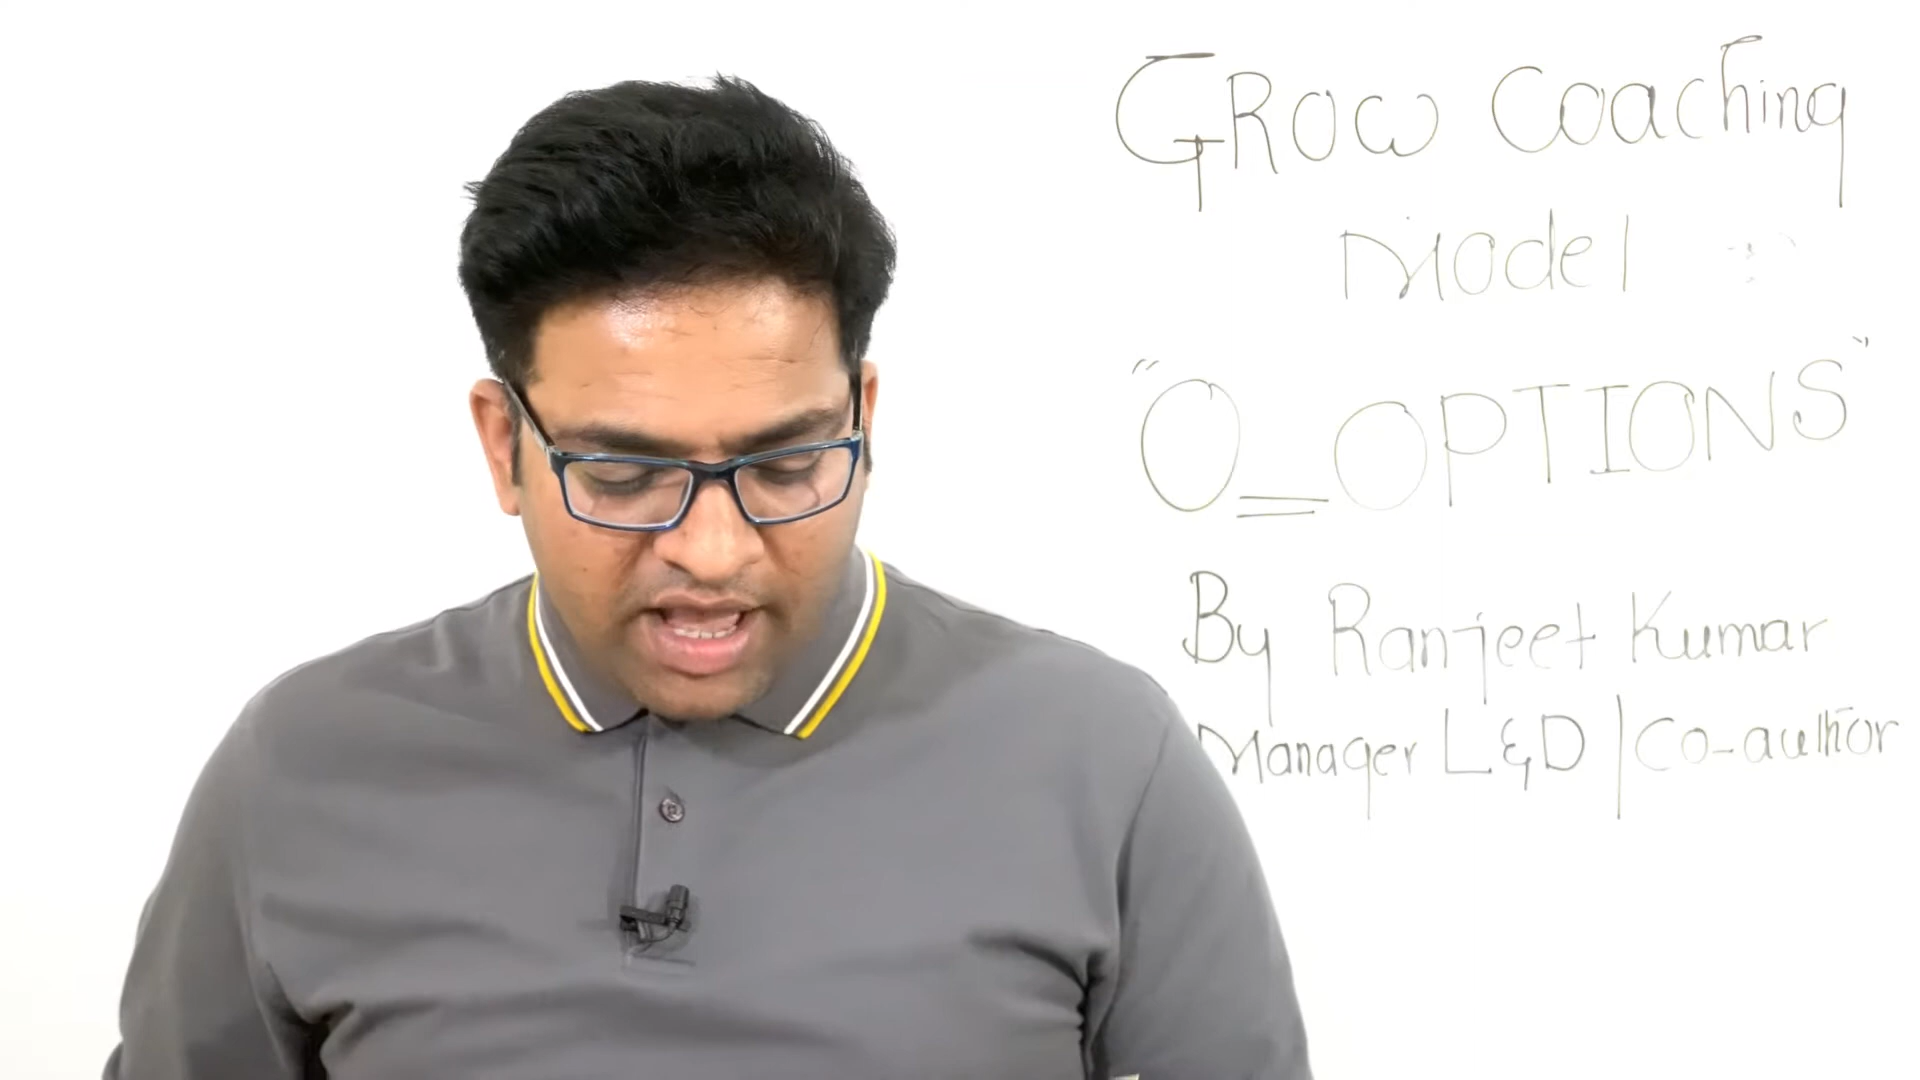 GROW Coaching
Model
"O_OPTIONS"
By Ranjeet Kumar
Manager L&D | Co-author